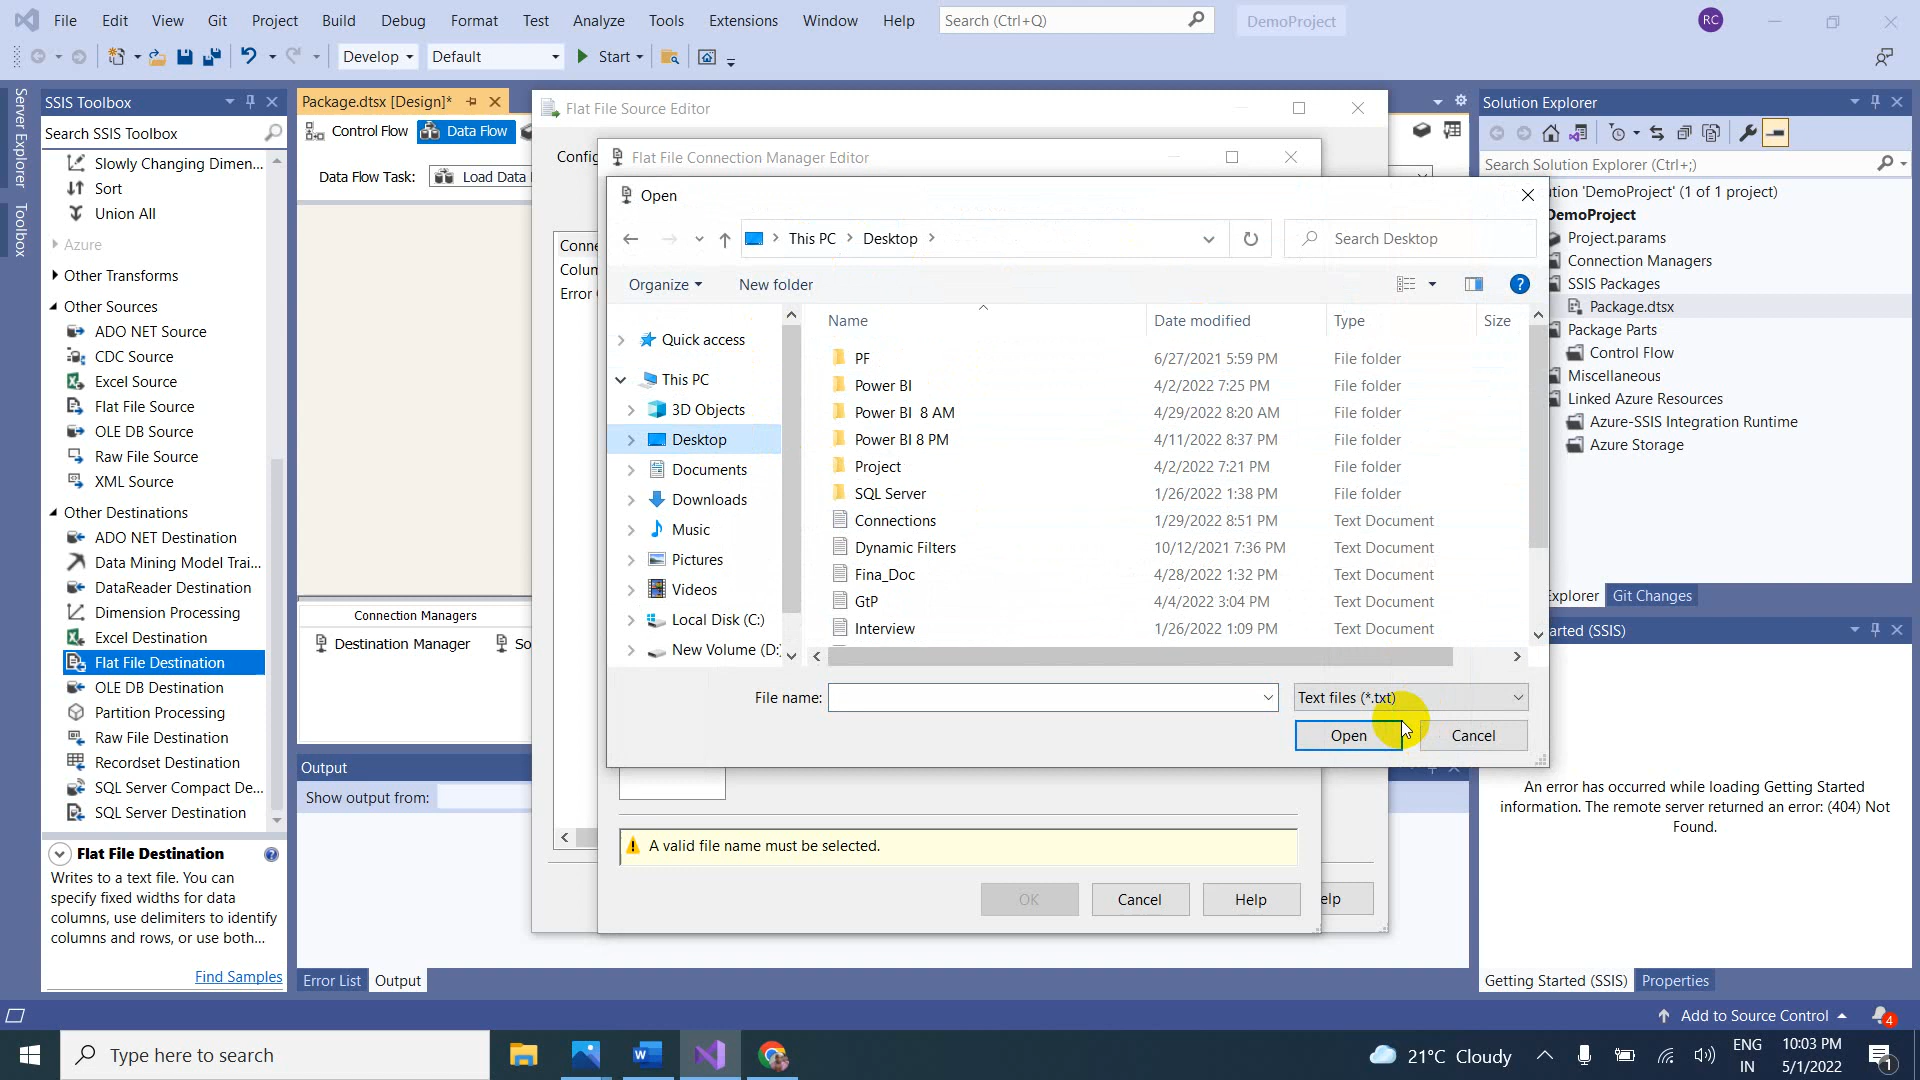 File Edit View Git Project Build Debug Format Test Analyze Tools Extensions Window Help Search (Ctrl+Q) DemoProject RC
Develop Default Start
Server Explorer
Toolbox
SSIS Toolbox
Search SSIS Toolbox
Slowly Changing Dimen...
Sort
Union All
Azure
Other Transforms
Other Sources
ADO NET Source
CDC Source
Excel Source
Flat File Source
OLE DB Source
Raw File Source
XML Source
Other Destinations
ADO NET Destination
Data Mining Model Trai...
DataReader Destination
Dimension Processing
Excel Destination
Flat File Destination
OLE DB Destination
Partition Processing
Raw File Destination
Recordset Destination
SQL Server Compact De...
SQL Server Destination
Flat File Destination
Writes to a text file. You can
specify fixed widths for data
columns, use delimiters to identify
columns and rows, or use both...
Find Samples
Package.dtsx [Design]*
Control Flow Data Flow
Data Flow Task: Load Data
Connection Managers
Destination Manager So
Output
Show output from:
Error List Output
Flat File Source Editor
Config
Conne
Colum
Error
elp
Flat File Connection Manager Editor
A valid file name must be selected.
OK Cancel Help
Open
This PC Desktop
Search Desktop
Organize New folder
Quick access
This PC
3D Objects
Desktop
Documents
Downloads
Music
Pictures
Videos
Local Disk (C:)
New Volume (D:)
Name Date modified Type Size
PF 6/27/2021 5:59 PM File folder
Power BI 4/2/2022 7:25 PM File folder
Power BI 8 AM 4/29/2022 8:20 AM File folder
Power BI 8 PM 4/11/2022 8:37 PM File folder
Project 4/2/2022 7:21 PM File folder
SQL Server 1/26/2022 1:38 PM File folder
Connections 1/29/2022 8:51 PM Text Document
Dynamic Filters 10/12/2021 7:36 PM Text Document
Fina_Doc 4/28/2022 1:32 PM Text Document
GtP 4/4/2022 3:04 PM Text Document
Interview 1/26/2022 1:09 PM Text Document
File name: Text files (*.txt)
Open Cancel
Solution Explorer
Search Solution Explorer (Ctrl+;)
ution 'DemoProject' (1 of 1 project)
DemoProject
Project.params
Connection Managers
SSIS Packages
Package.dtsx
Package Parts
Control Flow
Miscellaneous
Linked Azure Resources
Azure-SSIS Integration Runtime
Azure Storage
Explorer Git Changes
arted (SSIS)
An error has occurred while loading Getting Started
information. The remote server returned an error: (404) Not
Found.
Getting Started (SSIS) Properties
Add to Source Control 4
Type here to search
21°C Cloudy
ENG
IN
10:03 PM
5/1/2022
1